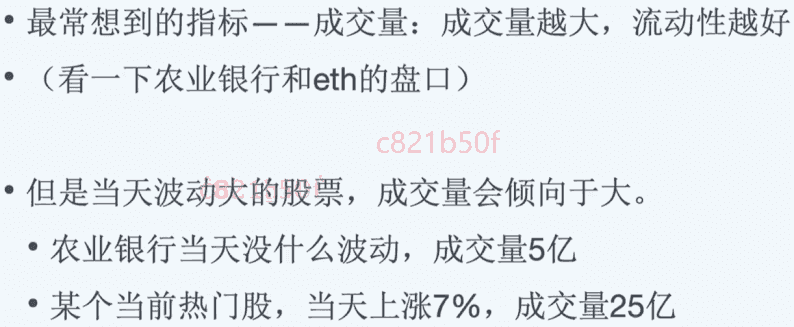 • 最常想到的指标——成交量：成交量越大，流动性越好
• （看一下农业银行和eth的盘口）
c821b50f
• 但是当天波动大的股票，成交量会倾向于大。
• 农业银行当天没什么波动，成交量5亿
• 某个当前热门股，当天上涨7%，成交量25亿